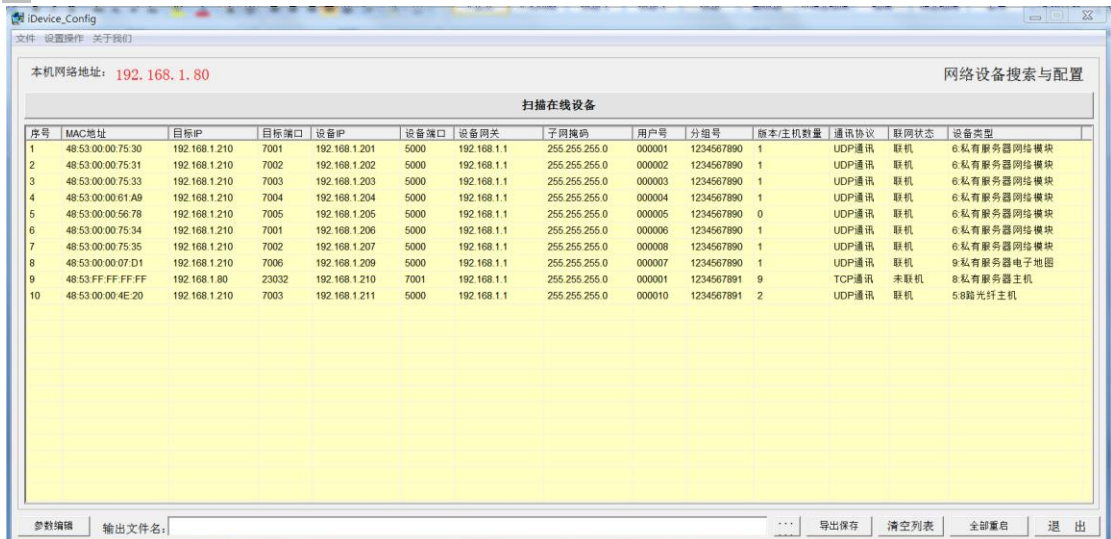 iDevice_Config
文件 设置操作 关于我们
本机网络地址： 192.168.1.80 网络设备搜索与配置
扫描在线设备
序号 MAC地址 目标IP 目标端口 设备IP 设备端口 设备网关 子网掩码 用户号 分组号 版本/主机数量 通讯协议 联网状态 设备类型
1 48:53:00:00:75:30 192.168.1.210 7001 192.168.1.201 5000 192.168.1.1 255.255.255.0 000001 1234567890 1 UDP通讯 联机 6:私有服务器网络模块
2 48:53:00:00:75:31 192.168.1.210 7002 192.168.1.202 5000 192.168.1.1 255.255.255.0 000002 1234567890 1 UDP通讯 联机 6:私有服务器网络模块
3 48:53:00:00:75:33 192.168.1.210 7003 192.168.1.203 5000 192.168.1.1 255.255.255.0 000003 1234567890 1 UDP通讯 联机 6:私有服务器网络模块
4 48:53:00:00:61:A9 192.168.1.210 7004 192.168.1.204 5000 192.168.1.1 255.255.255.0 000004 1234567890 1 UDP通讯 联机 6:私有服务器网络模块
5 48:53:00:00:56:78 192.168.1.210 7005 192.168.1.205 5000 192.168.1.1 255.255.255.0 000005 1234567890 0 UDP通讯 联机 6:私有服务器网络模块
6 48:53:00:00:75:34 192.168.1.210 7001 192.168.1.206 5000 192.168.1.1 255.255.255.0 000006 1234567890 1 UDP通讯 联机 6:私有服务器网络模块
7 48:53:00:00:75:35 192.168.1.210 7002 192.168.1.207 5000 192.168.1.1 255.255.255.0 000008 1234567890 1 UDP通讯 联机 6:私有服务器网络模块
8 48:53:00:00:07:D1 192.168.1.210 7006 192.168.1.209 5000 192.168.1.1 255.255.255.0 000007 1234567890 1 UDP通讯 联机 9:私有服务器电子地图
9 48:53:FF:FF:FF:FF 192.168.1.80 23032 192.168.1.210 7001 192.168.1.1 255.255.255.0 000001 1234567891 9 TCP通讯 未联机 8:私有服务器主机
10 48:53:00:00:4E:20 192.168.1.210 7003 192.168.1.211 5000 192.168.1.1 255.255.255.0 000010 1234567891 2 UDP通讯 联机 5:8路光纤主机
参数编辑 输出文件名： ... 导出保存 清空列表 全部重启 退 出